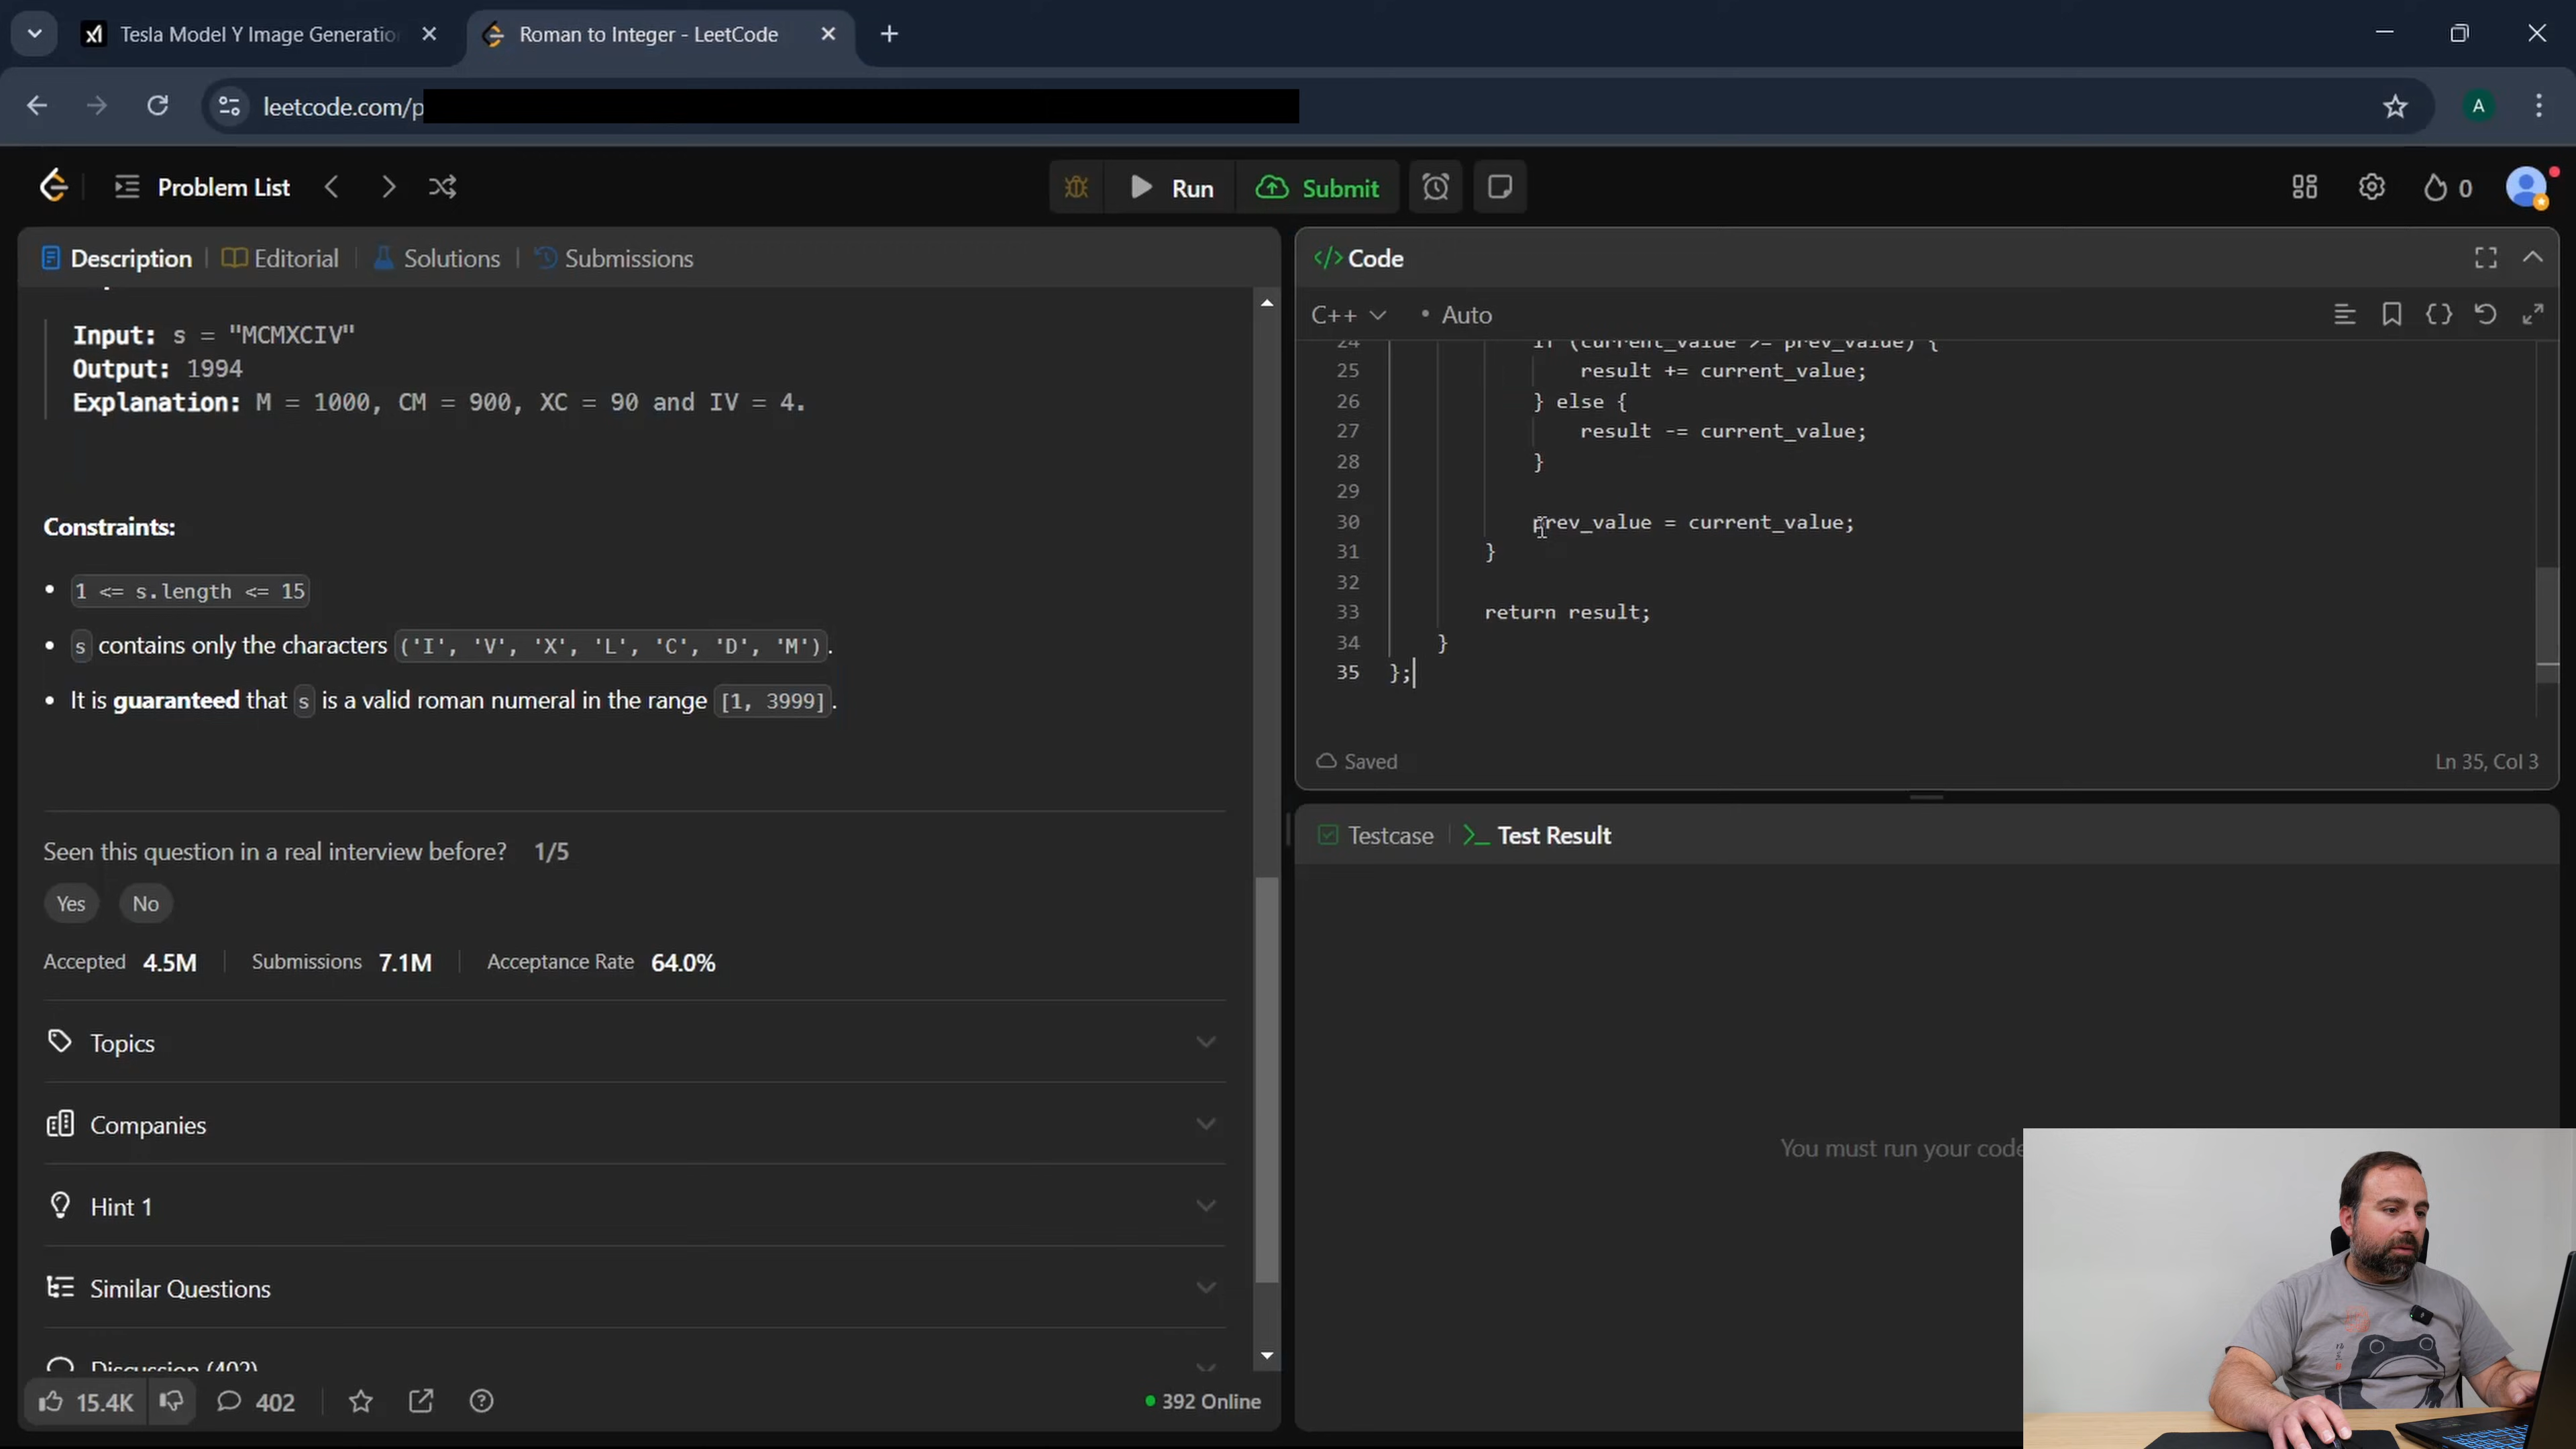 Tesla Model Y Image Generatio
Roman to Integer - LeetCode
leetcode.com/p
A
Problem List
Run
Submit
0
Description
Editorial
Solutions
Submissions
Input: s = "MCMXCIV"
Output: 1994
Explanation: M = 1000, CM = 900, XC = 90 and IV = 4.
Constraints:
1 <= s.length <= 15
s contains only the characters ('I', 'V', 'X', 'L', 'C', 'D', 'M').
It is guaranteed that s is a valid roman numeral in the range [1, 3999].
Seen this question in a real interview before? 1/5
Yes
No
Accepted 4.5M
Submissions 7.1M
Acceptance Rate 64.0%
Topics
Companies
Hint 1
Similar Questions
Discussion (402)
15.4K
402
392 Online
</> Code
C++
Auto
24 if (current_value >= prev_value) {
25 result += current_value;
26 } else {
27 result -= current_value;
28 }
29
30 prev_value = current_value;
31 }
32
33 return result;
34 }
35 };
Saved
Ln 35, Col 3
Testcase
>_ Test Result
You must run your code